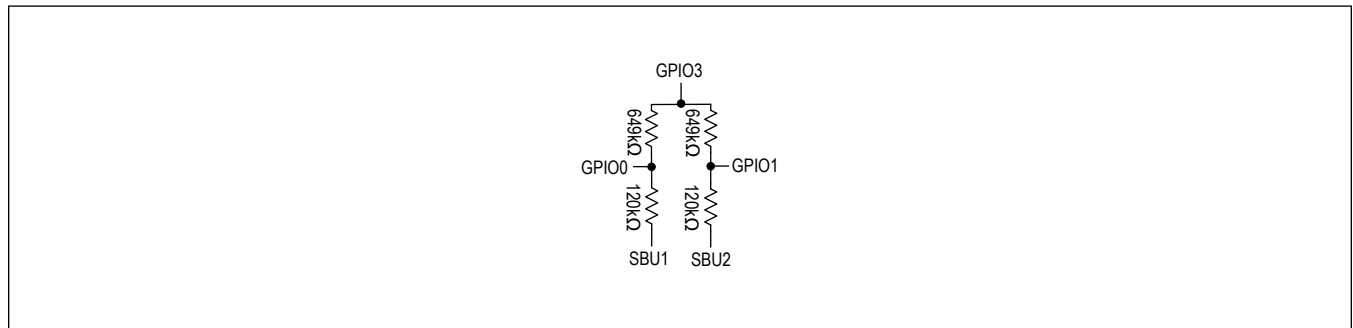 GPIO3
649kΩ 649kΩ
GPIO0 GPIO1
120kΩ 120kΩ
SBU1 SBU2